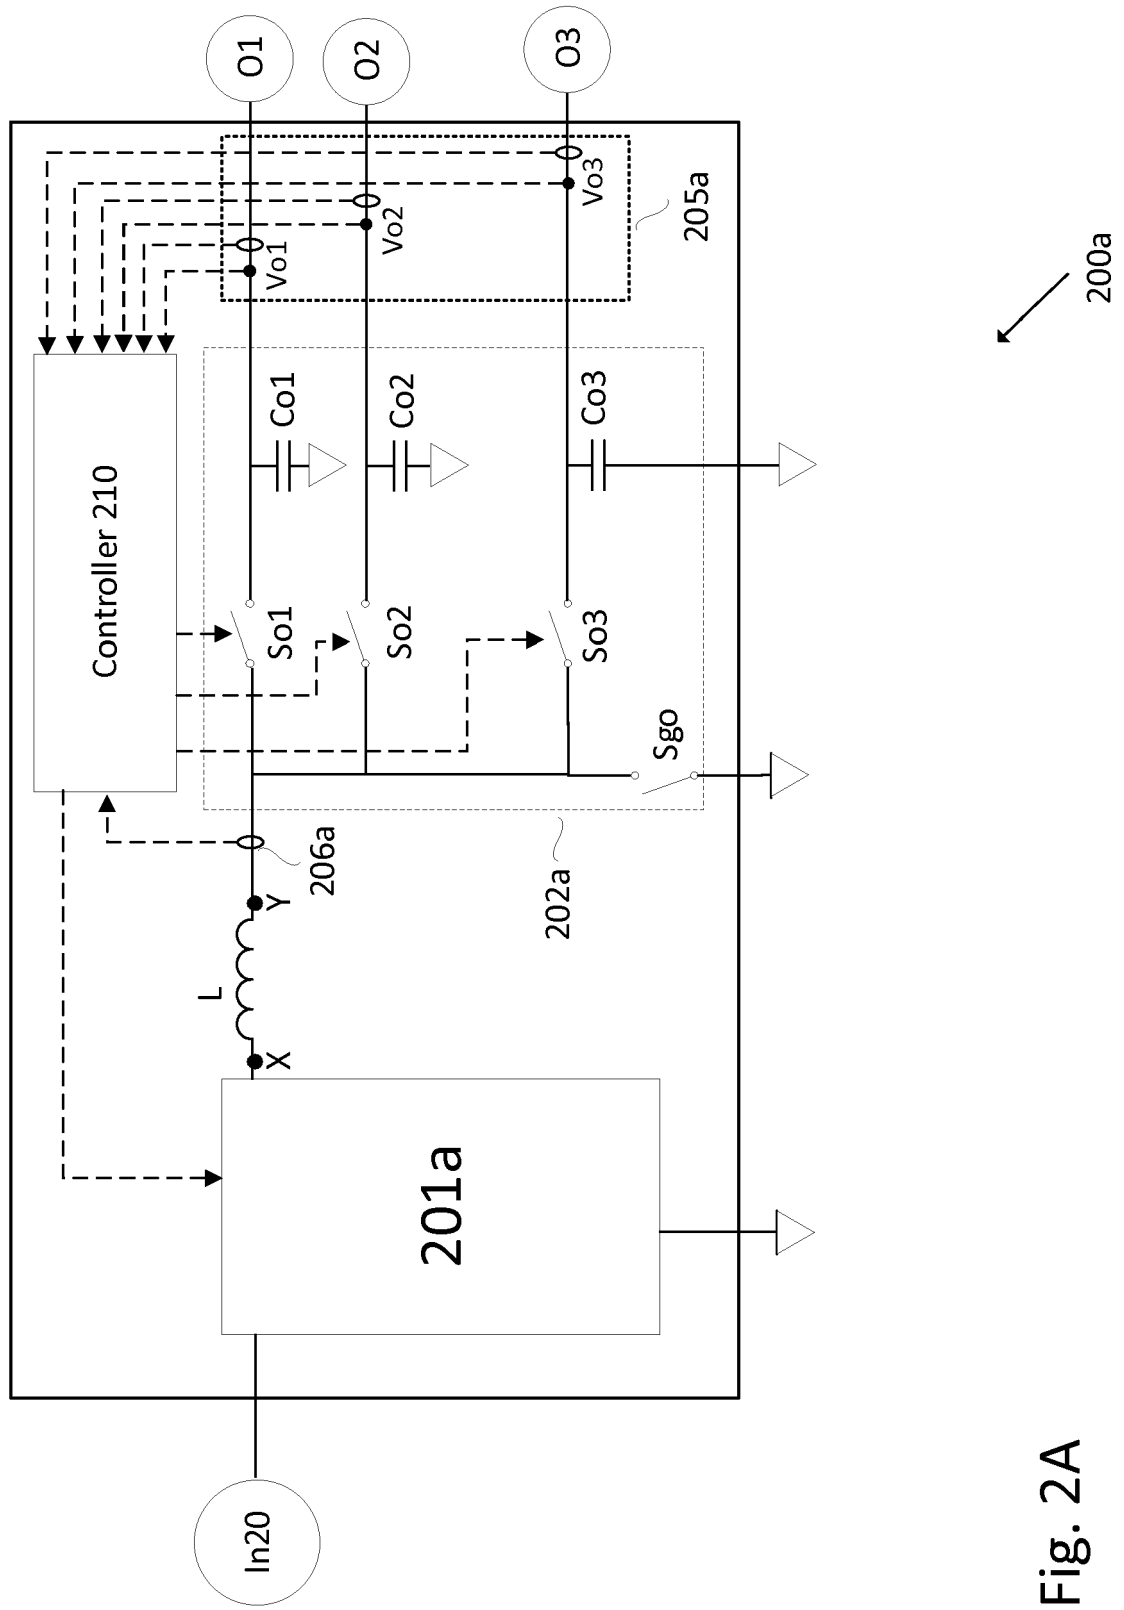 Controller 210
O1
O2
O3
Vo1
Vo2
Vo3
205a
Co1
Co2
Co3
So1
So2
So3
Sgo
L
X
Y
206a
202a
201a
In20
200a
Fig. 2A